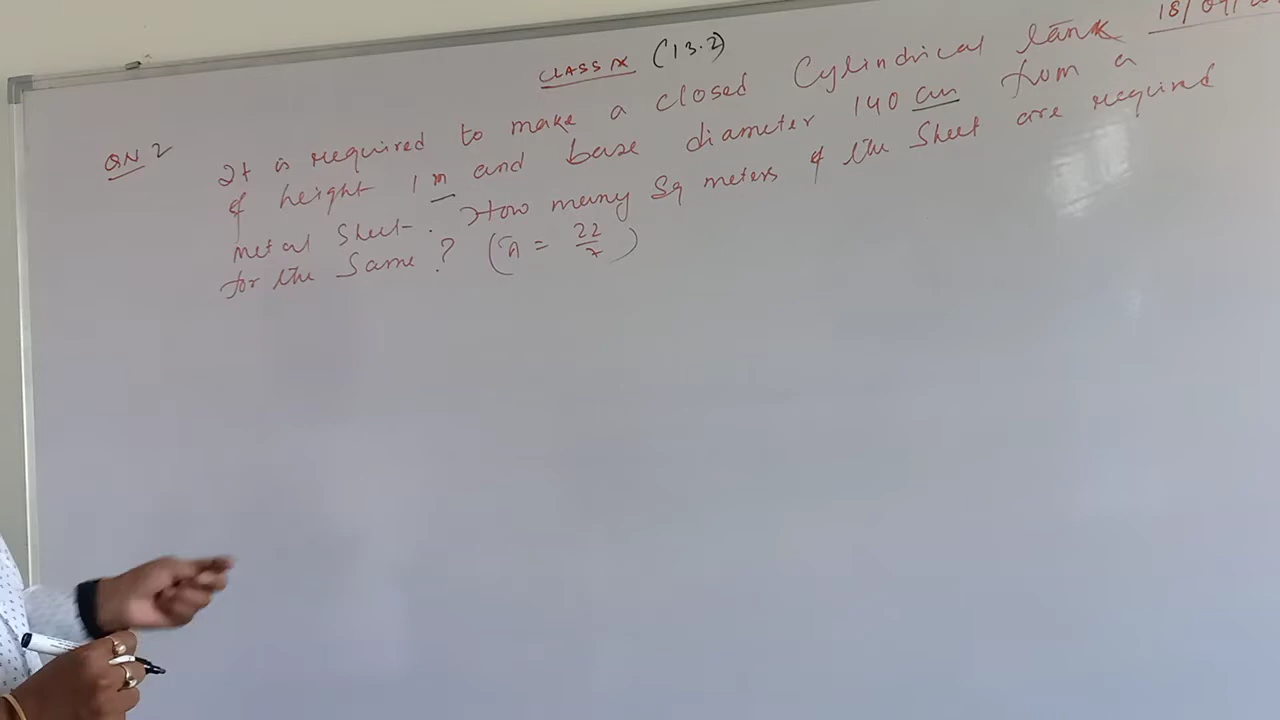 CLASS IX (13.2)
QN 2
It is required to make a closed Cylindrical tank
of height 1 m and base diameter 140 cm from a
metal Sheet. How many Sq meters of the Sheet are required
for the Same? (π = 22/7)